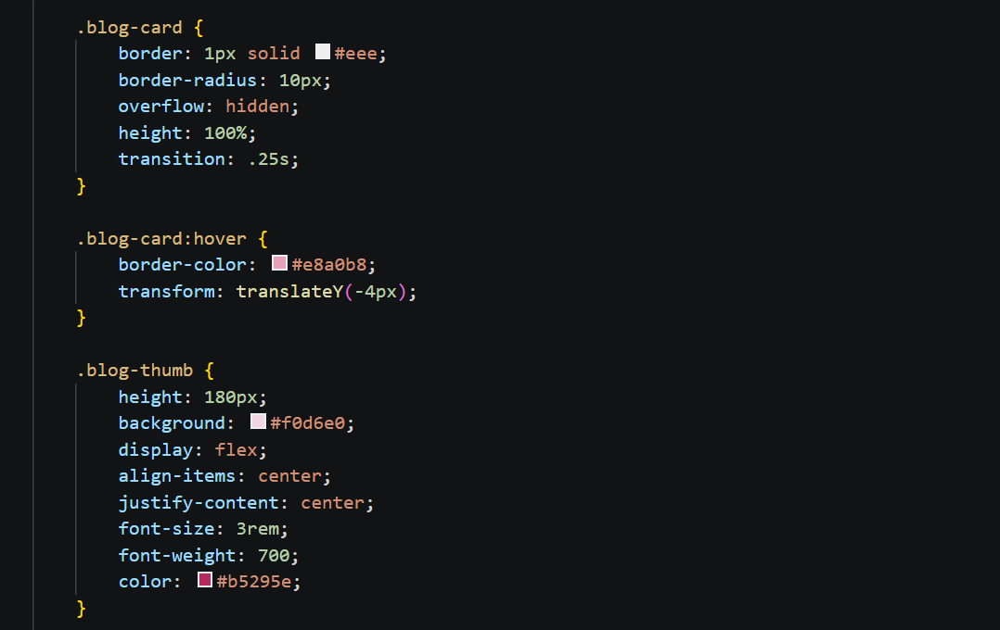 .blog-card {
    border: 1px solid #eee;
    border-radius: 10px;
    overflow: hidden;
    height: 100%;
    transition: .25s;
}

.blog-card:hover {
    border-color: #e8a0b8;
    transform: translateY(-4px);
}

.blog-thumb {
    height: 180px;
    background: #f0d6e0;
    display: flex;
    align-items: center;
    justify-content: center;
    font-size: 3rem;
    font-weight: 700;
    color: #b5295e;
}